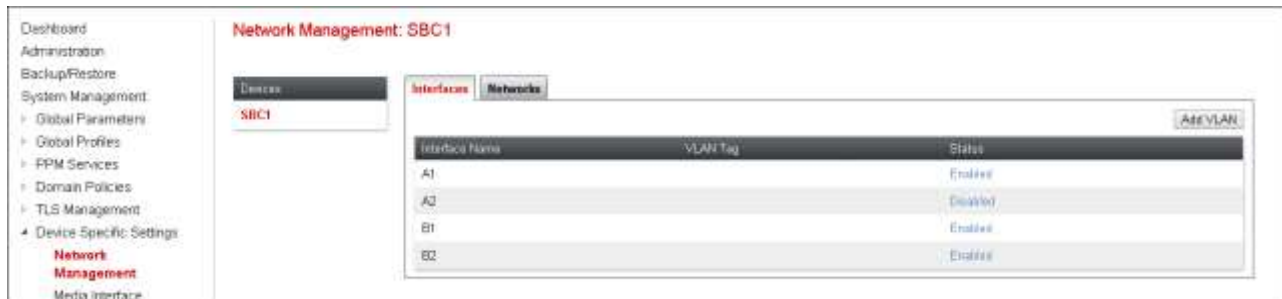 Dashboard
Administration
Backup/Restore
System Management
Global Parameters
Global Profiles
PPM Services
Domain Policies
TLS Management
Device Specific Settings
Network
Management
Media Interface
Network Management: SBC1
Devices
SBC1
Interfaces Networks
Add VLAN
Interface Name VLAN Tag Status
A1 Enabled
A2 Disabled
B1 Enabled
B2 Enabled